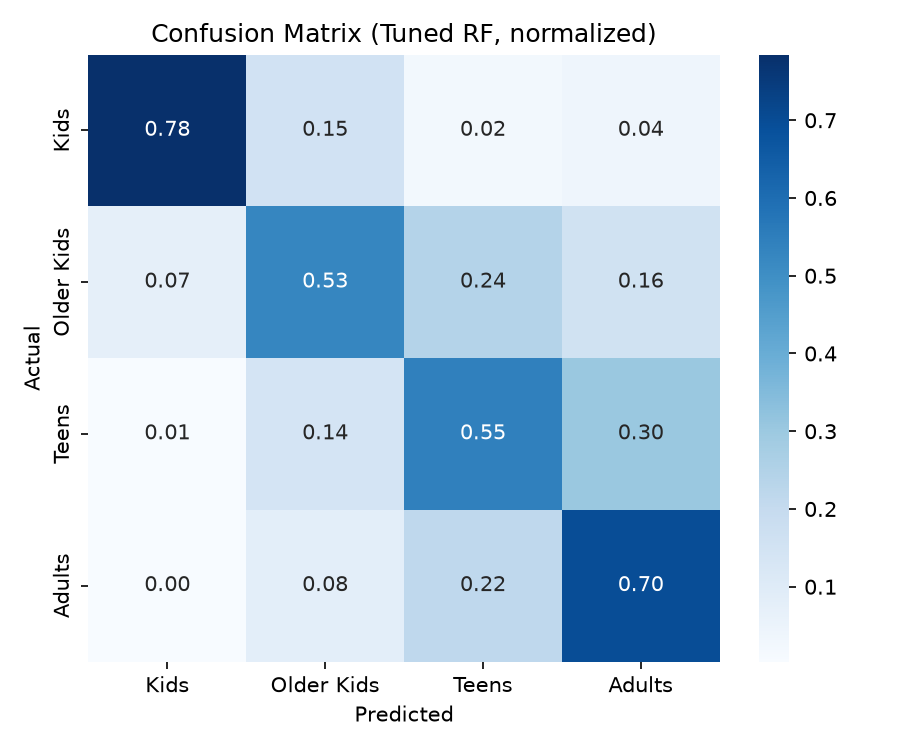 Confusion Matrix (Tuned RF, normalized)
Actual
Kids
0.78 0.15 0.02 0.04
Older Kids
0.07 0.53 0.24 0.16
Teens
0.01 0.14 0.55 0.30
Adults
0.00 0.08 0.22 0.70
Kids Older Kids Teens Adults
Predicted
0.7
0.6
0.5
0.4
0.3
0.2
0.1